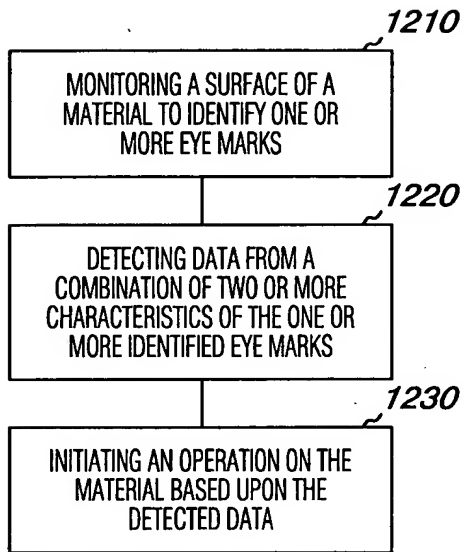 1210
MONITORING A SURFACE OF A
MATERIAL TO IDENTIFY ONE OR
MORE EYE MARKS
1220
DETECTING DATA FROM A
COMBINATION OF TWO OR MORE
CHARACTERISTICS OF THE ONE OR
MORE IDENTIFIED EYE MARKS
1230
INITIATING AN OPERATION ON THE
MATERIAL BASED UPON THE
DETECTED DATA